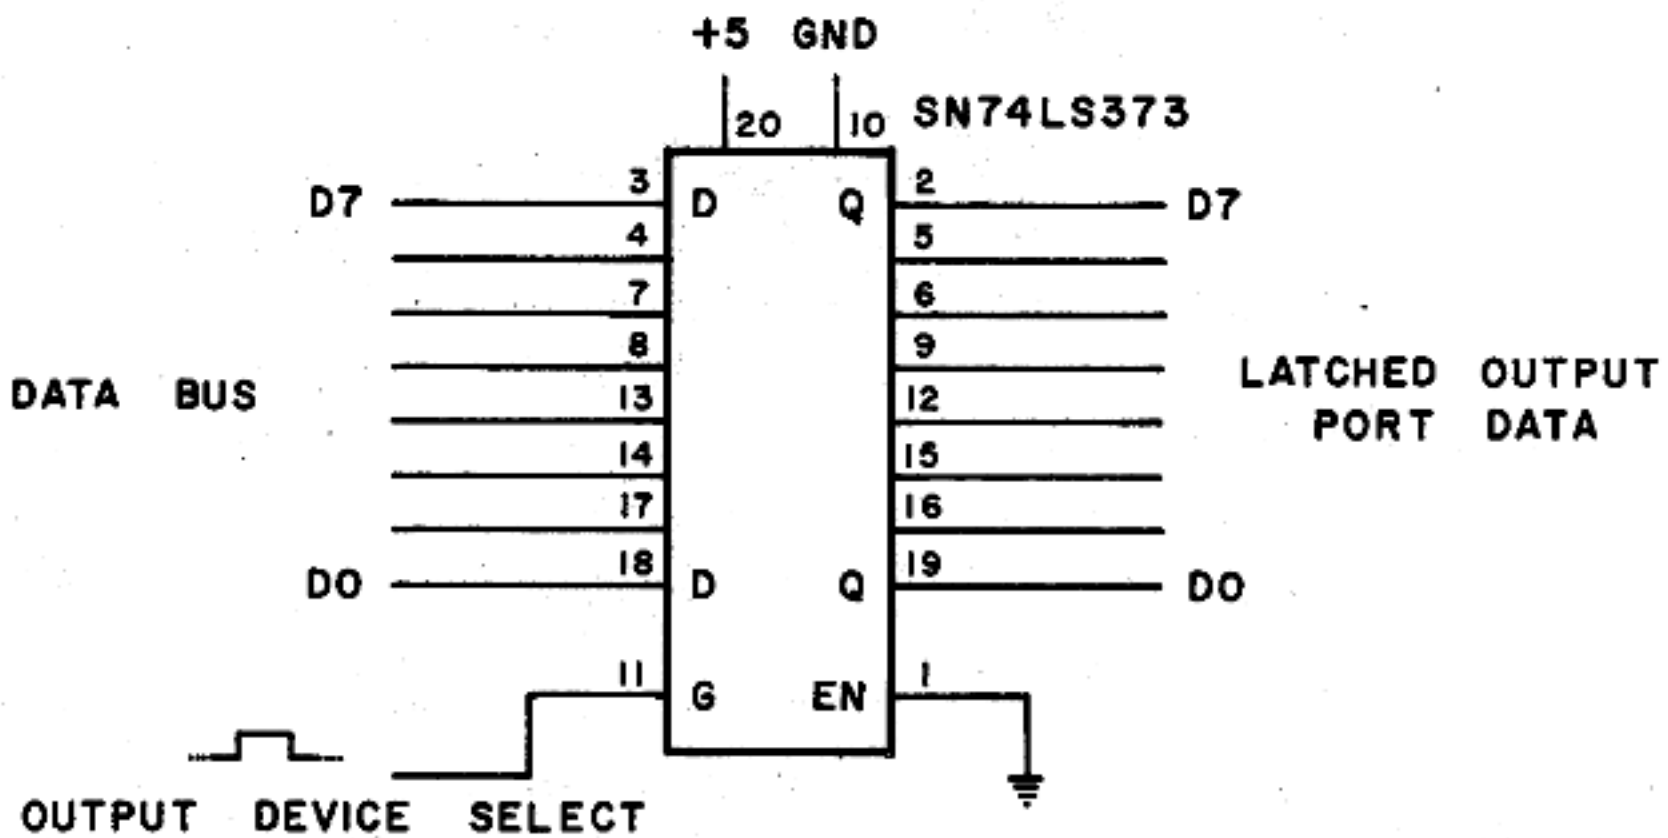 +5 GND
20 10 SN74LS373
D7 3 D Q 2 D7
4 5
7 6
8 9
DATA BUS 13 12 LATCHED OUTPUT
PORT DATA
14 15
17 16
D0 18 D Q 19 D0
11 G EN 1
OUTPUT DEVICE SELECT